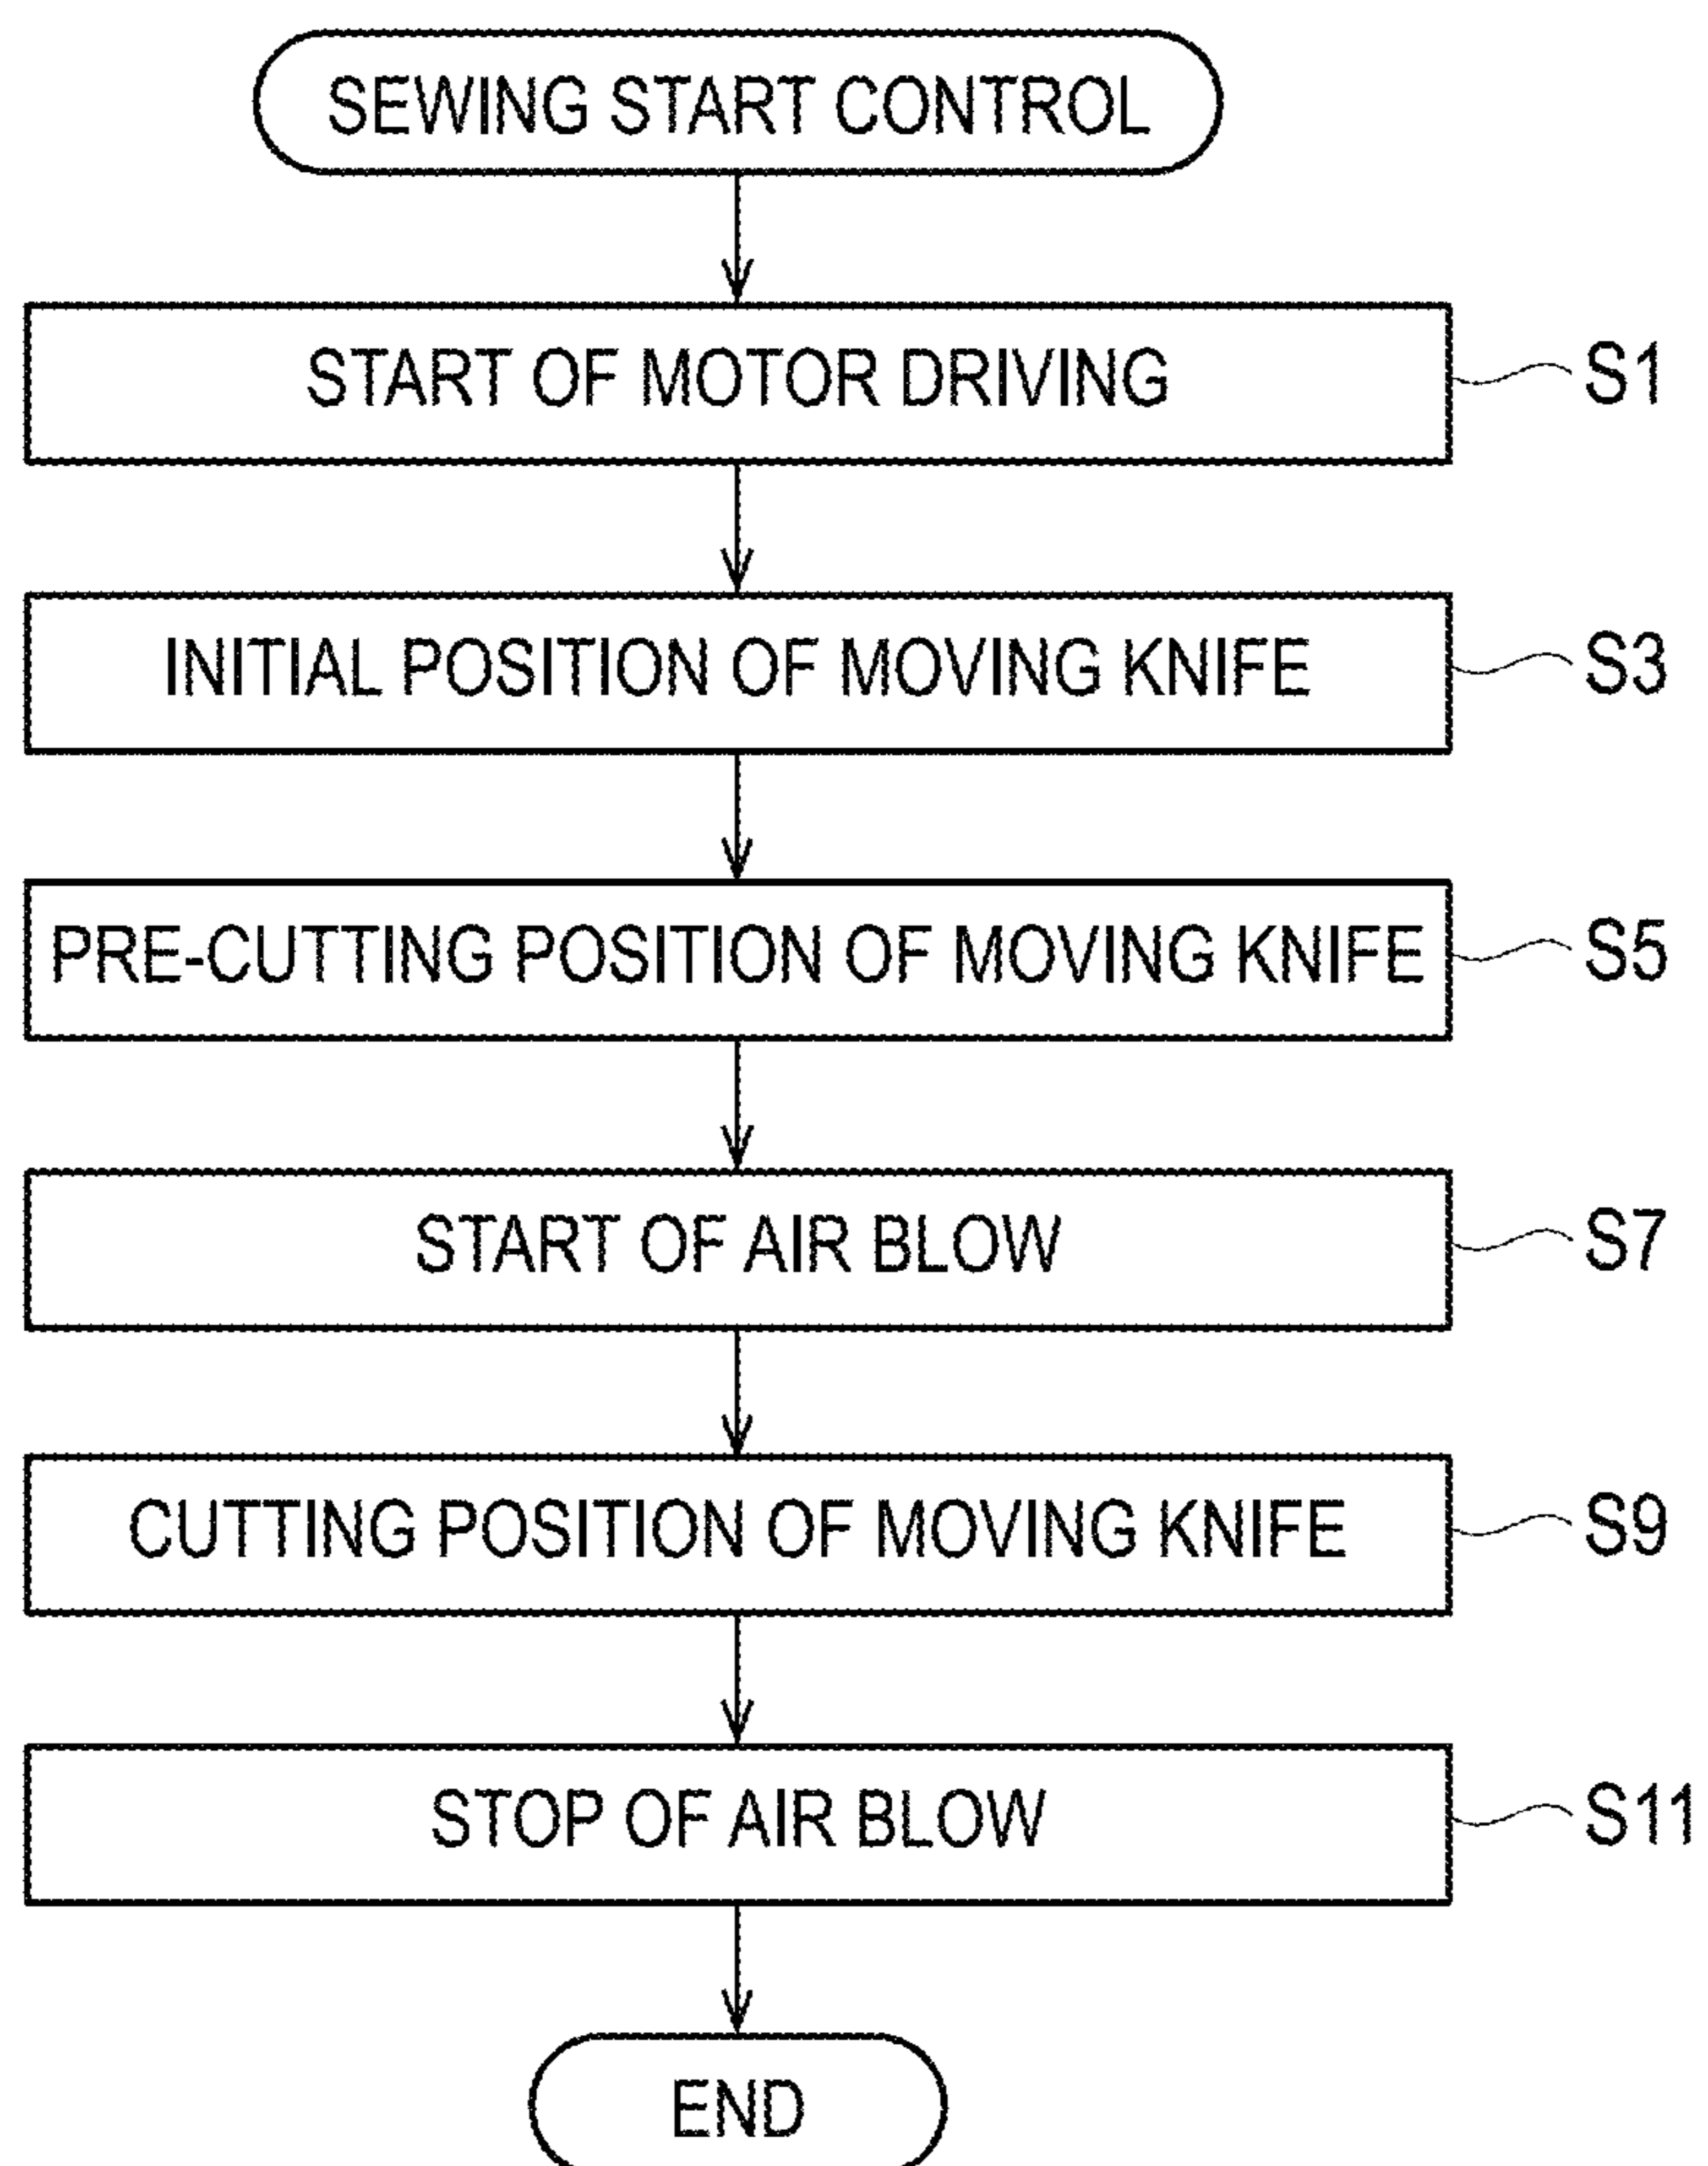 SEWING START CONTROL
START OF MOTOR DRIVING S1
INITIAL POSITION OF MOVING KNIFE S3
PRE-CUTTING POSITION OF MOVING KNIFE S5
START OF AIR BLOW S7
CUTTING POSITION OF MOVING KNIFE S9
STOP OF AIR BLOW S11
END